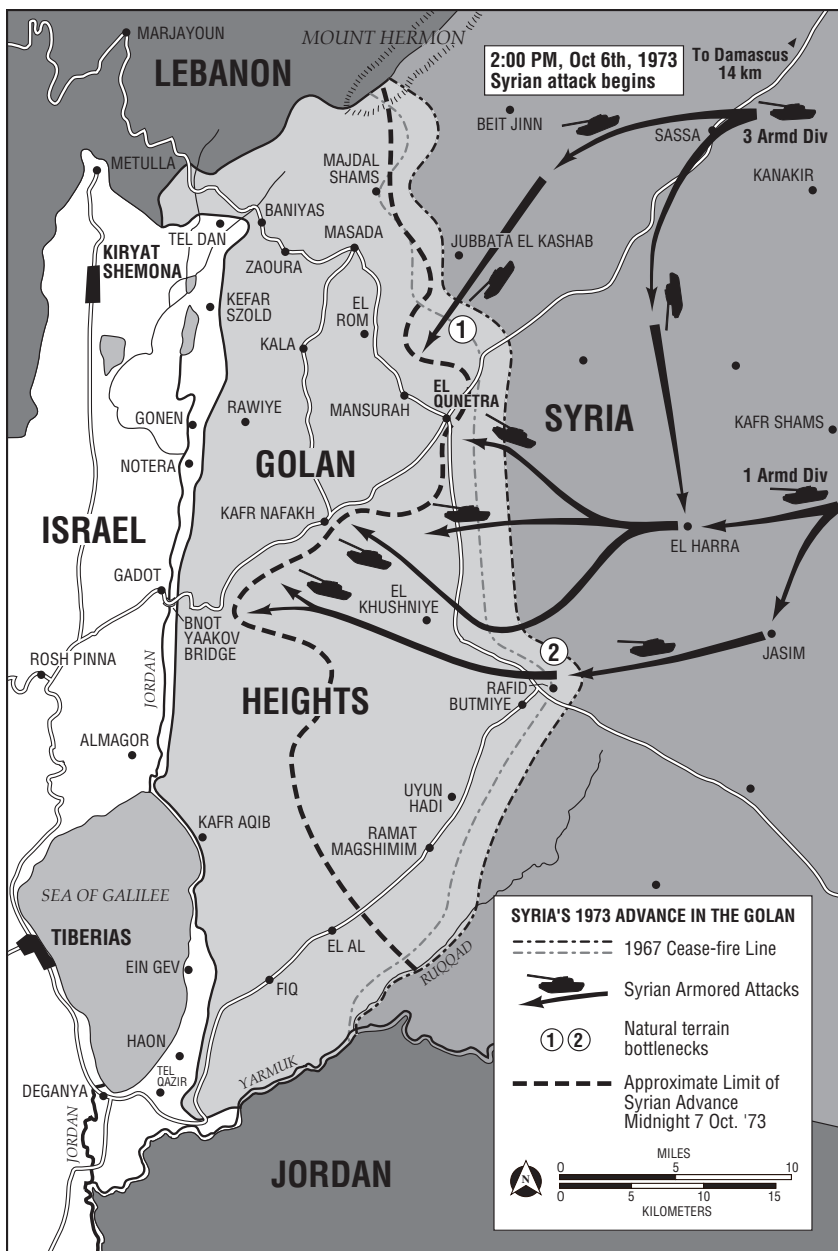 MARJAYOUN
MOUNT HERMON
LEBANON
2:00 PM, Oct 6th, 1973
Syrian attack begins
To Damascus
14 km
BEIT JINN
SASSA
3 Armd Div
METULLA
MAJDAL
SHAMS
KANAKIR
BANIYAS
TEL DAN
MASADA
JUBBATA EL KASHAB
KIRYAT
SHEMONA
ZAOURA
KEFAR
SZOLD
EL
ROM
1
KALA
EL
QUNETRA
MANSURAH
RAWIYE
GONEN
SYRIA
KAFR SHAMS
NOTERA
GOLAN
1 Armd Div
KAFR NAFAKH
ISRAEL
EL HARRA
GADOT
EL
KHUSHNIYE
BNOT
YAAKOV
BRIDGE
JASIM
2
ROSH PINNA
JORDAN
RAFID
BUTMIYE
HEIGHTS
ALMAGOR
UYUN
HADI
KAFR AQIB
RAMAT
MAGSHIMIM
SEA OF GALILEE
TIBERIAS
EL AL
EIN GEV
FIQ
RUQQAD
HAON
TEL
QAZIR
YARMUK
DEGANYA
JORDAN
JORDAN
SYRIA'S 1973 ADVANCE IN THE GOLAN
1967 Cease-fire Line
Syrian Armored Attacks
1 2 Natural terrain
bottlenecks
Approximate Limit of
Syrian Advance
Midnight 7 Oct. '73
N
MILES
0 5 10
0 5 10 15
KILOMETERS